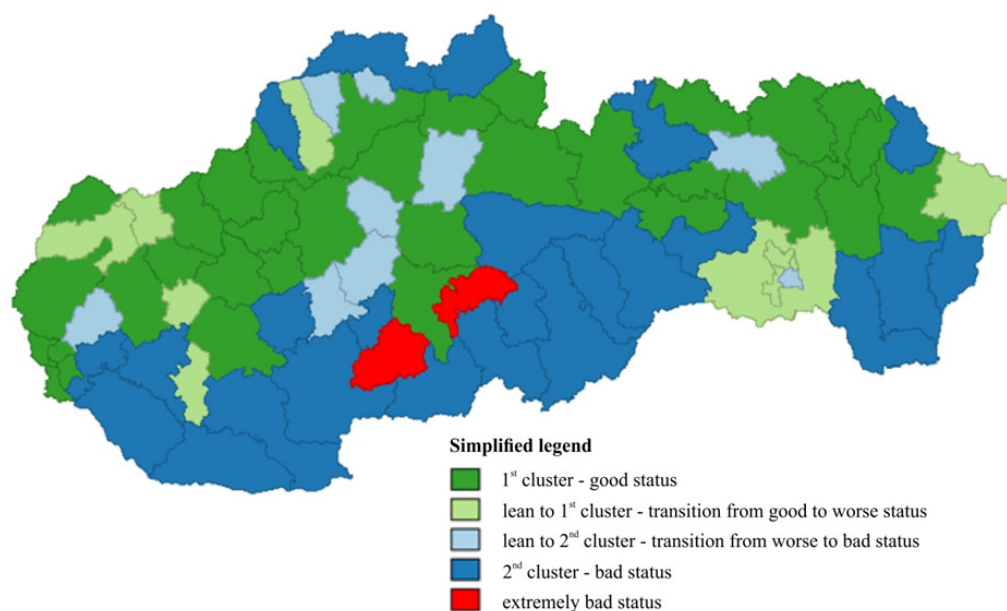 Simplified legend
1st cluster - good status
lean to 1st cluster - transition from good to worse status
lean to 2nd cluster - transition from worse to bad status
2nd cluster - bad status
extremely bad status